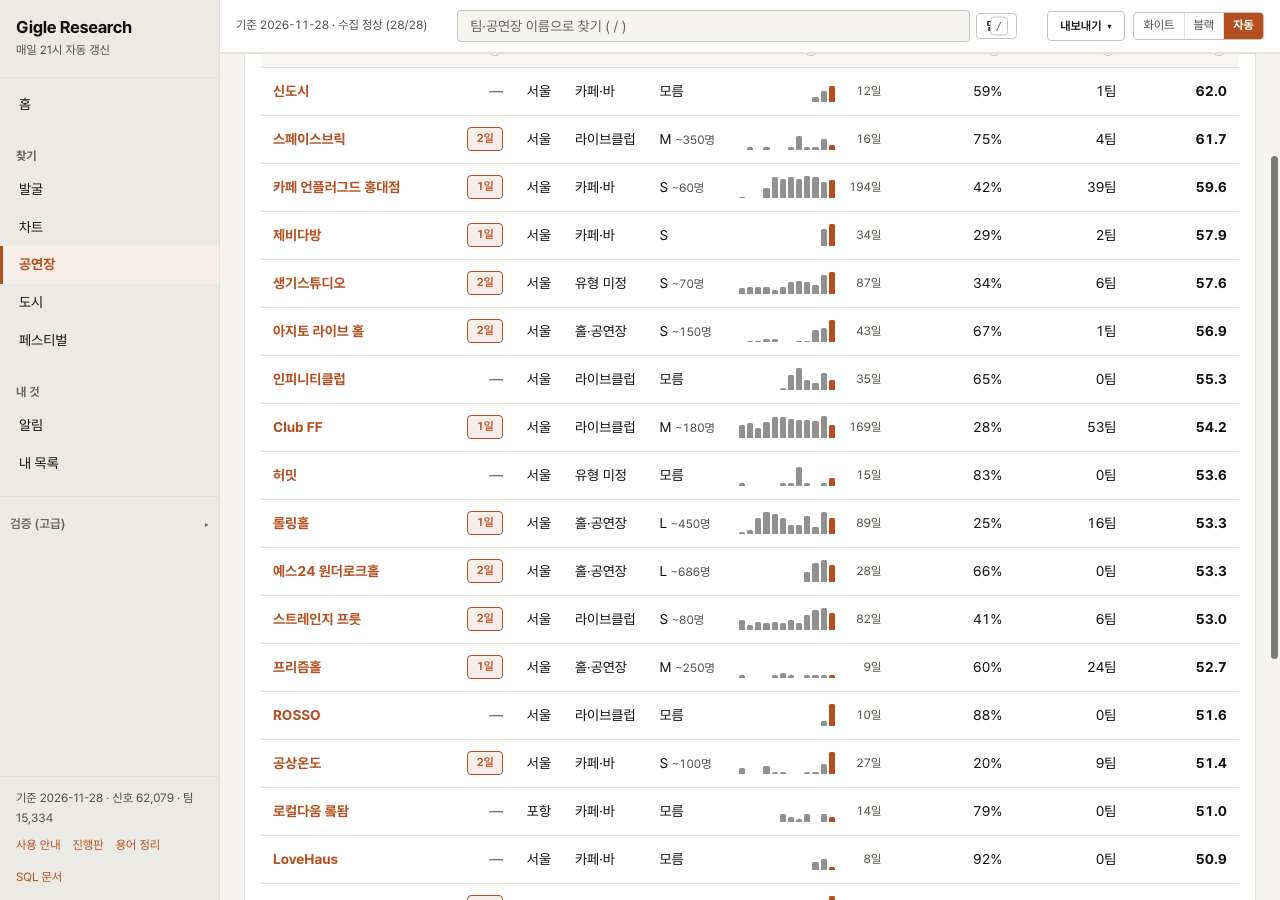 Gigle Research
매일 21시 자동 갱신
홈
찾기
발굴
차트
공연장
도시
페스티벌
내 것
알림
내 목록
검증 (고급)
기준 2026-11-28 · 신호 62,079 · 팀
15,334
사용 안내 진행판 용어 정리
SQL 문서
기준 2026-11-28 · 수집 정상 (28/28)
팀·공연장 이름으로 찾기 ( / )
/
내보내기
화이트 블랙 자동
신도시 — 서울 카페·바 모름 12일 59% 1팀 62.0
스페이스브릭 2일 서울 라이브클럽 M ~350명 16일 75% 4팀 61.7
카페 언플러그드 홍대점 1일 서울 카페·바 S ~60명 194일 42% 39팀 59.6
제비다방 1일 서울 카페·바 S 34일 29% 2팀 57.9
생기스튜디오 2일 서울 유형 미정 S ~70명 87일 34% 6팀 57.6
아지토 라이브 홀 2일 서울 홀·공연장 S ~150명 43일 67% 1팀 56.9
인피니티클럽 — 서울 라이브클럽 모름 35일 65% 0팀 55.3
Club FF 1일 서울 라이브클럽 M ~180명 169일 28% 53팀 54.2
허밋 — 서울 유형 미정 모름 15일 83% 0팀 53.6
롤링홀 1일 서울 홀·공연장 L ~450명 89일 25% 16팀 53.3
예스24 원더로크홀 2일 서울 홀·공연장 L ~686명 28일 66% 0팀 53.3
스트레인지 프룻 2일 서울 라이브클럽 S ~80명 82일 41% 6팀 53.0
프리즘홀 1일 서울 홀·공연장 M ~250명 9일 60% 24팀 52.7
ROSSO — 서울 라이브클럽 모름 10일 88% 0팀 51.6
공상온도 2일 서울 카페·바 S ~100명 27일 20% 9팀 51.4
로컬다움 롴퐘 — 포항 카페·바 모름 14일 79% 0팀 51.0
LoveHaus — 서울 카페·바 모름 8일 92% 0팀 50.9